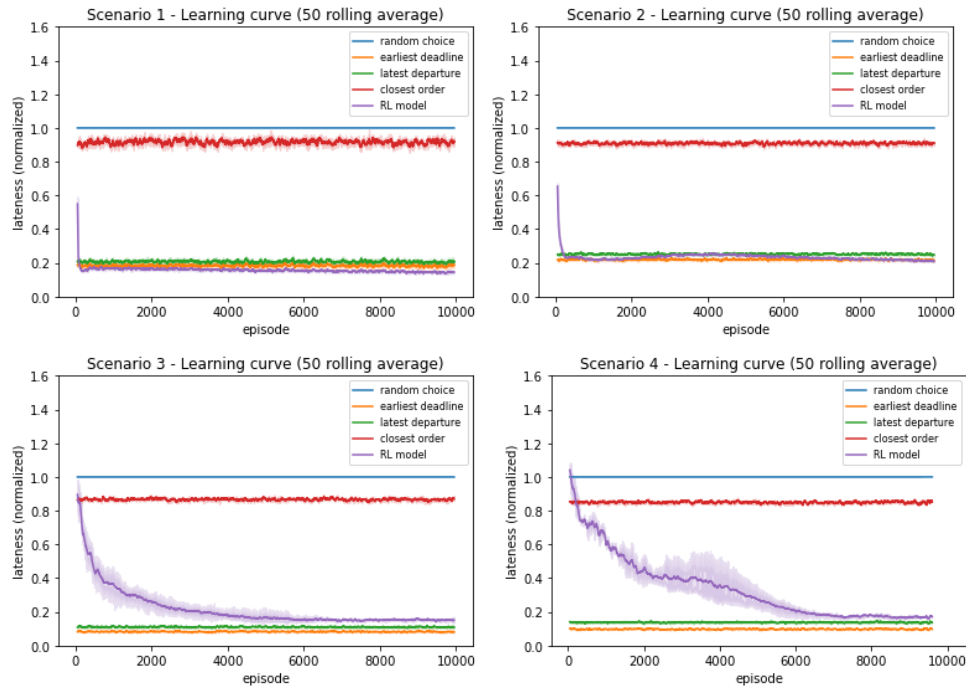 Scenario 1 - Learning curve (50 rolling average)
1.6
1.4
1.2
1.0
0.8
0.6
0.4
0.2
0.0
lateness (normalized)
random choice
earliest deadline
latest departure
closest order
RL model
0 2000 4000 6000 8000 10000
episode
Scenario 2 - Learning curve (50 rolling average)
1.6
1.4
1.2
1.0
0.8
0.6
0.4
0.2
0.0
lateness (normalized)
random choice
earliest deadline
latest departure
closest order
RL model
0 2000 4000 6000 8000 10000
episode
Scenario 3 - Learning curve (50 rolling average)
1.6
1.4
1.2
1.0
0.8
0.6
0.4
0.2
0.0
lateness (normalized)
random choice
earliest deadline
latest departure
closest order
RL model
0 2000 4000 6000 8000 10000
episode
Scenario 4 - Learning curve (50 rolling average)
1.6
1.4
1.2
1.0
0.8
0.6
0.4
0.2
0.0
lateness (normalized)
random choice
earliest deadline
latest departure
closest order
RL model
0 2000 4000 6000 8000 10000
episode